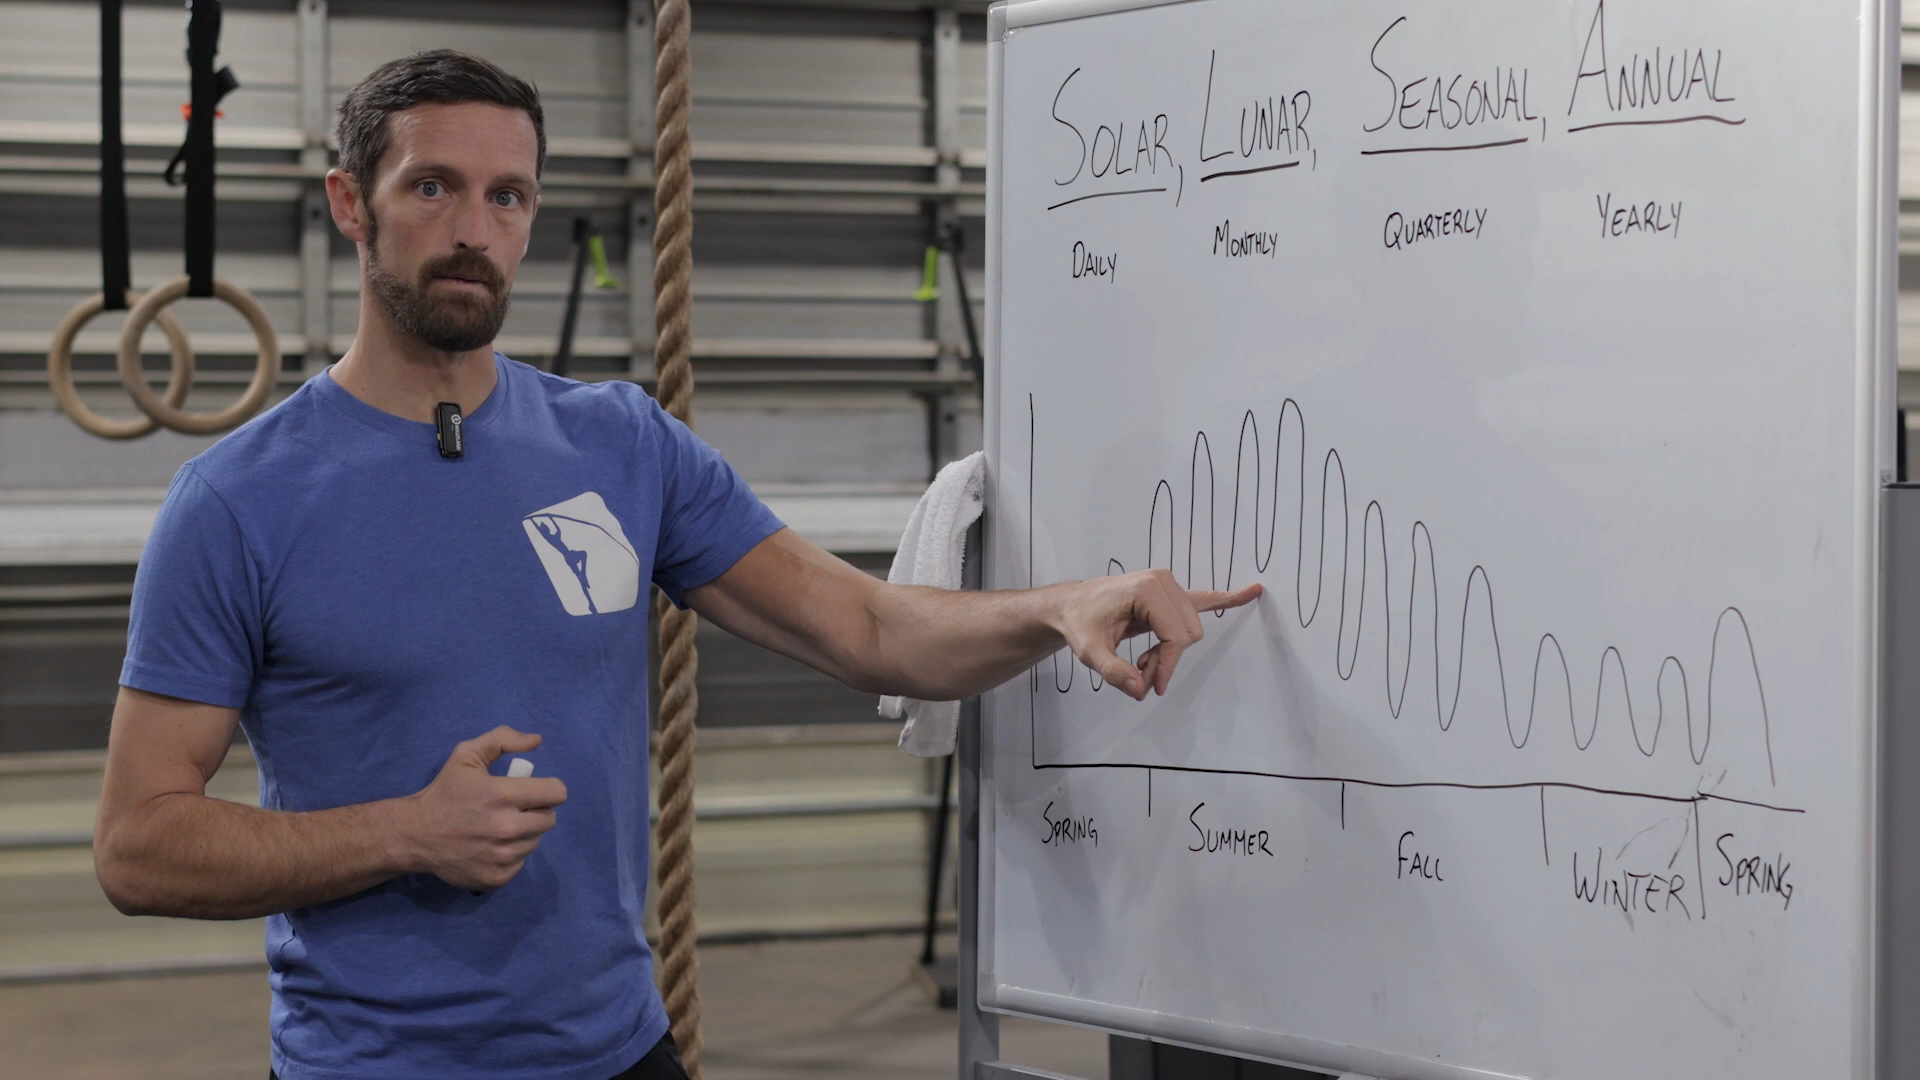 SOLAR, LUNAR, SEASONAL, ANNUAL
DAILY MONTHLY QUARTERLY YEARLY
SPRING SUMMER FALL WINTER SPRING